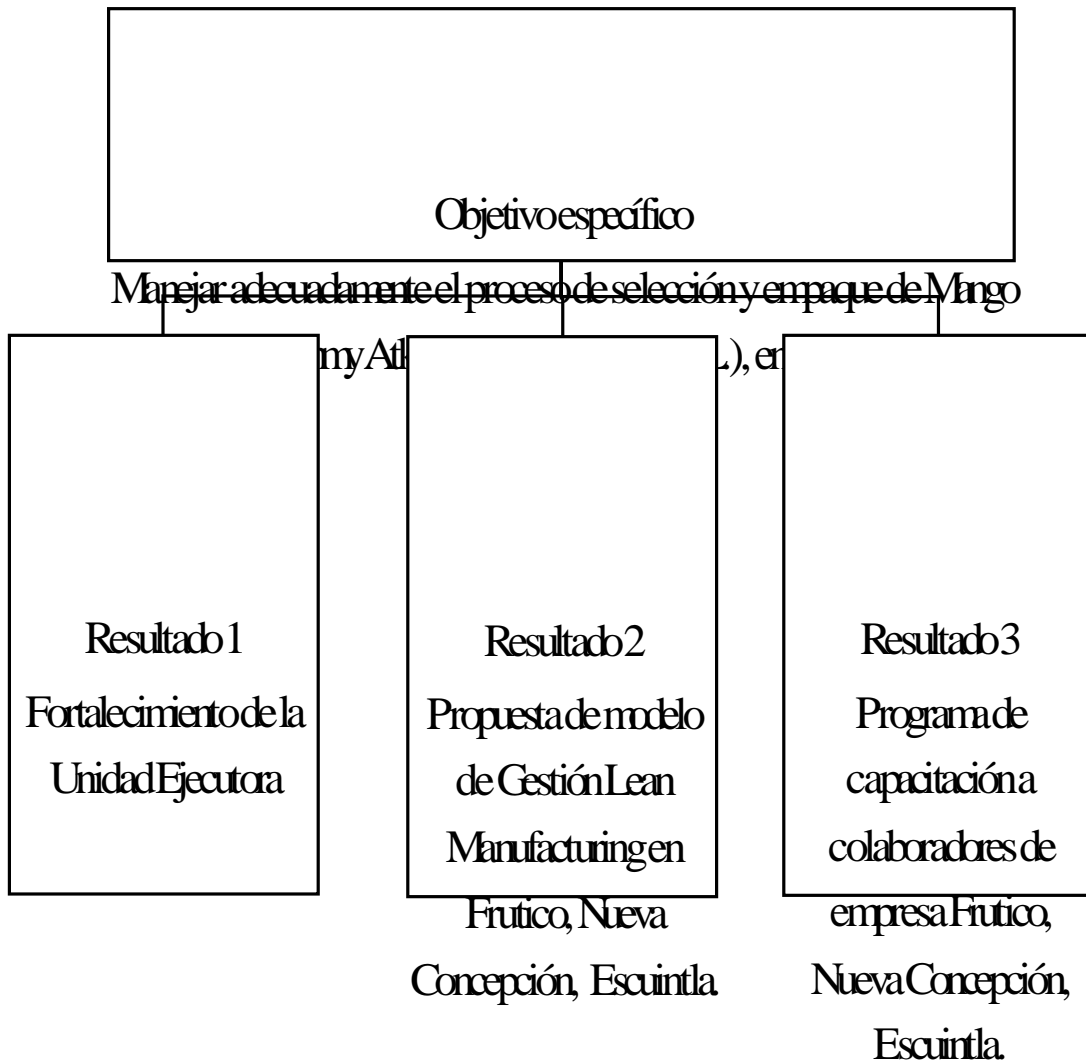 Objetivo específico
Manejar adecuadamente el proceso de selección y empaque de Mango
Resultado 1
Fortalecimiento de la
Unidad Ejecutora
Resultado 2
Propuesta de modelo
de Gestión Lean
Manufacturing en
Frutico, Nueva
Concepción, Escuintla.
Resultado 3
Programa de
capacitación a
colaboradores de
empresa Frutico,
Nueva Concepción,
Escuintla.